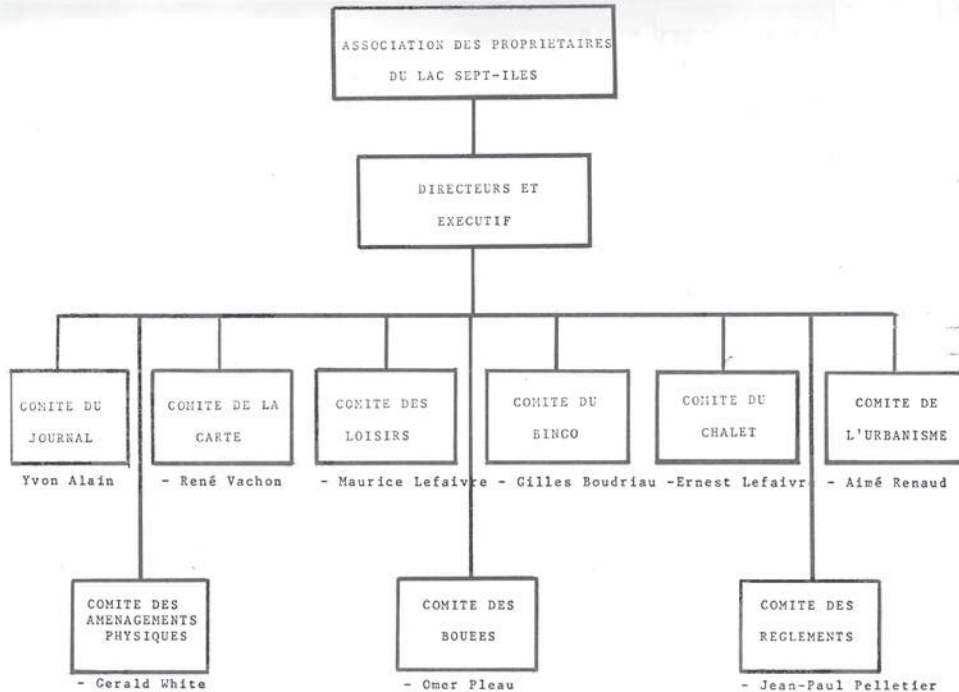 ASSOCIATION DES PROPRIETAIRES
DU LAC SEPT-ILES
DIRECTEURS ET
EXECUTIF
COMITE DU
JOURNAL
Yvon Alain
COMITE DE LA
CARTE
- René Vachon
COMITE DES
LOISIRS
- Maurice Lefaivre
COMITE DU
BINGO
- Gilles Boudriau
COMITE DU
CHALET
-Ernest Lefaivre
COMITE DE
L'URBANISME
- Aimé Renaud
COMITE DES
AMENAGEMENTS
PHYSIQUES
- Gerald White
COMITE DES
BOUEES
- Omer Pleau
COMITE DES
REGLEMENTS
- Jean-Paul Pelletier